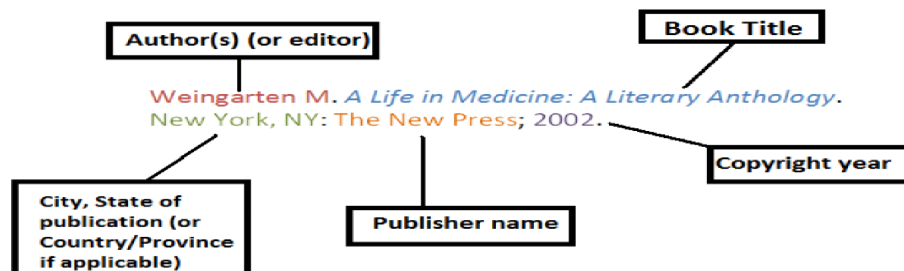 Author(s) (or editor)
Book Title
Weingarten M. A Life in Medicine: A Literary Anthology.
New York, NY: The New Press; 2002.
Copyright year
City, State of
publication (or
Country/Province
if applicable)
Publisher name